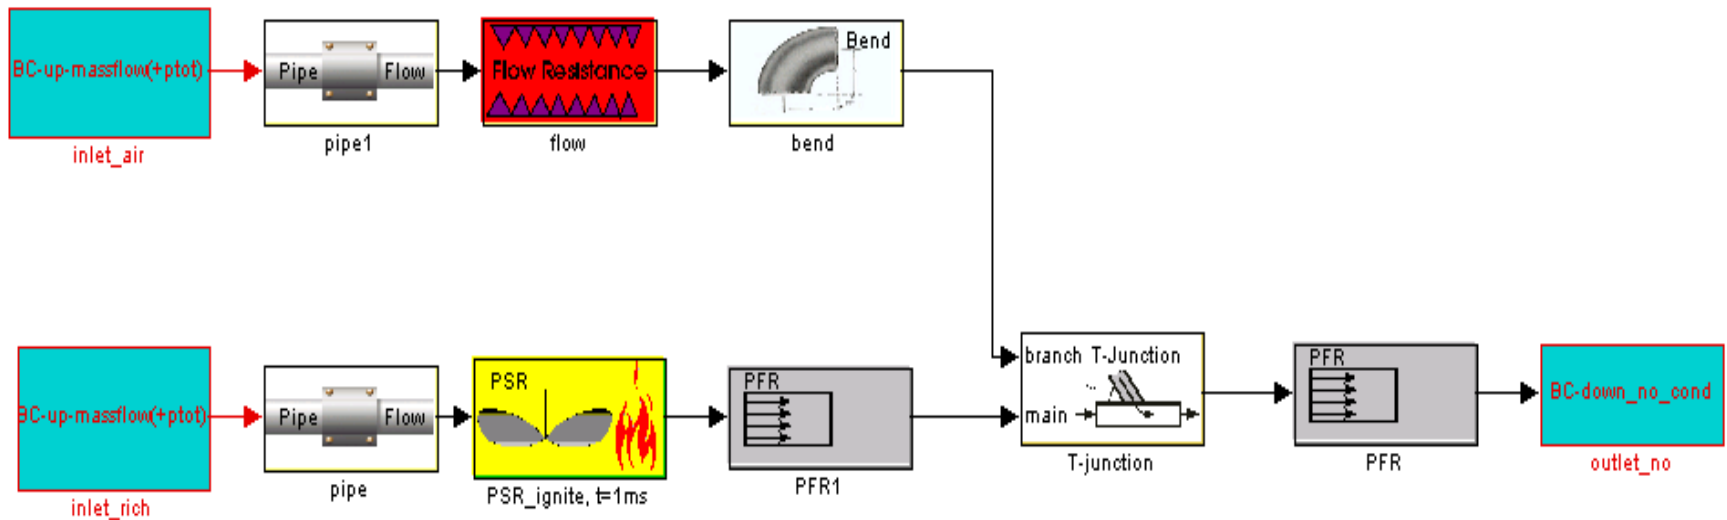 BC-up-massflow(+ptot)
inlet_air
Pipe Flow
pipe1
Flow Resistance
flow
Bend
bend
BC-up-massflow(+ptot)
inlet_rich
Pipe Flow
pipe
PSR
PSR_ignite, t=1ms
PFR
PFR1
branch T-Junction
main
T-junction
PFR
PFR
BC-down_no_cond
outlet_no